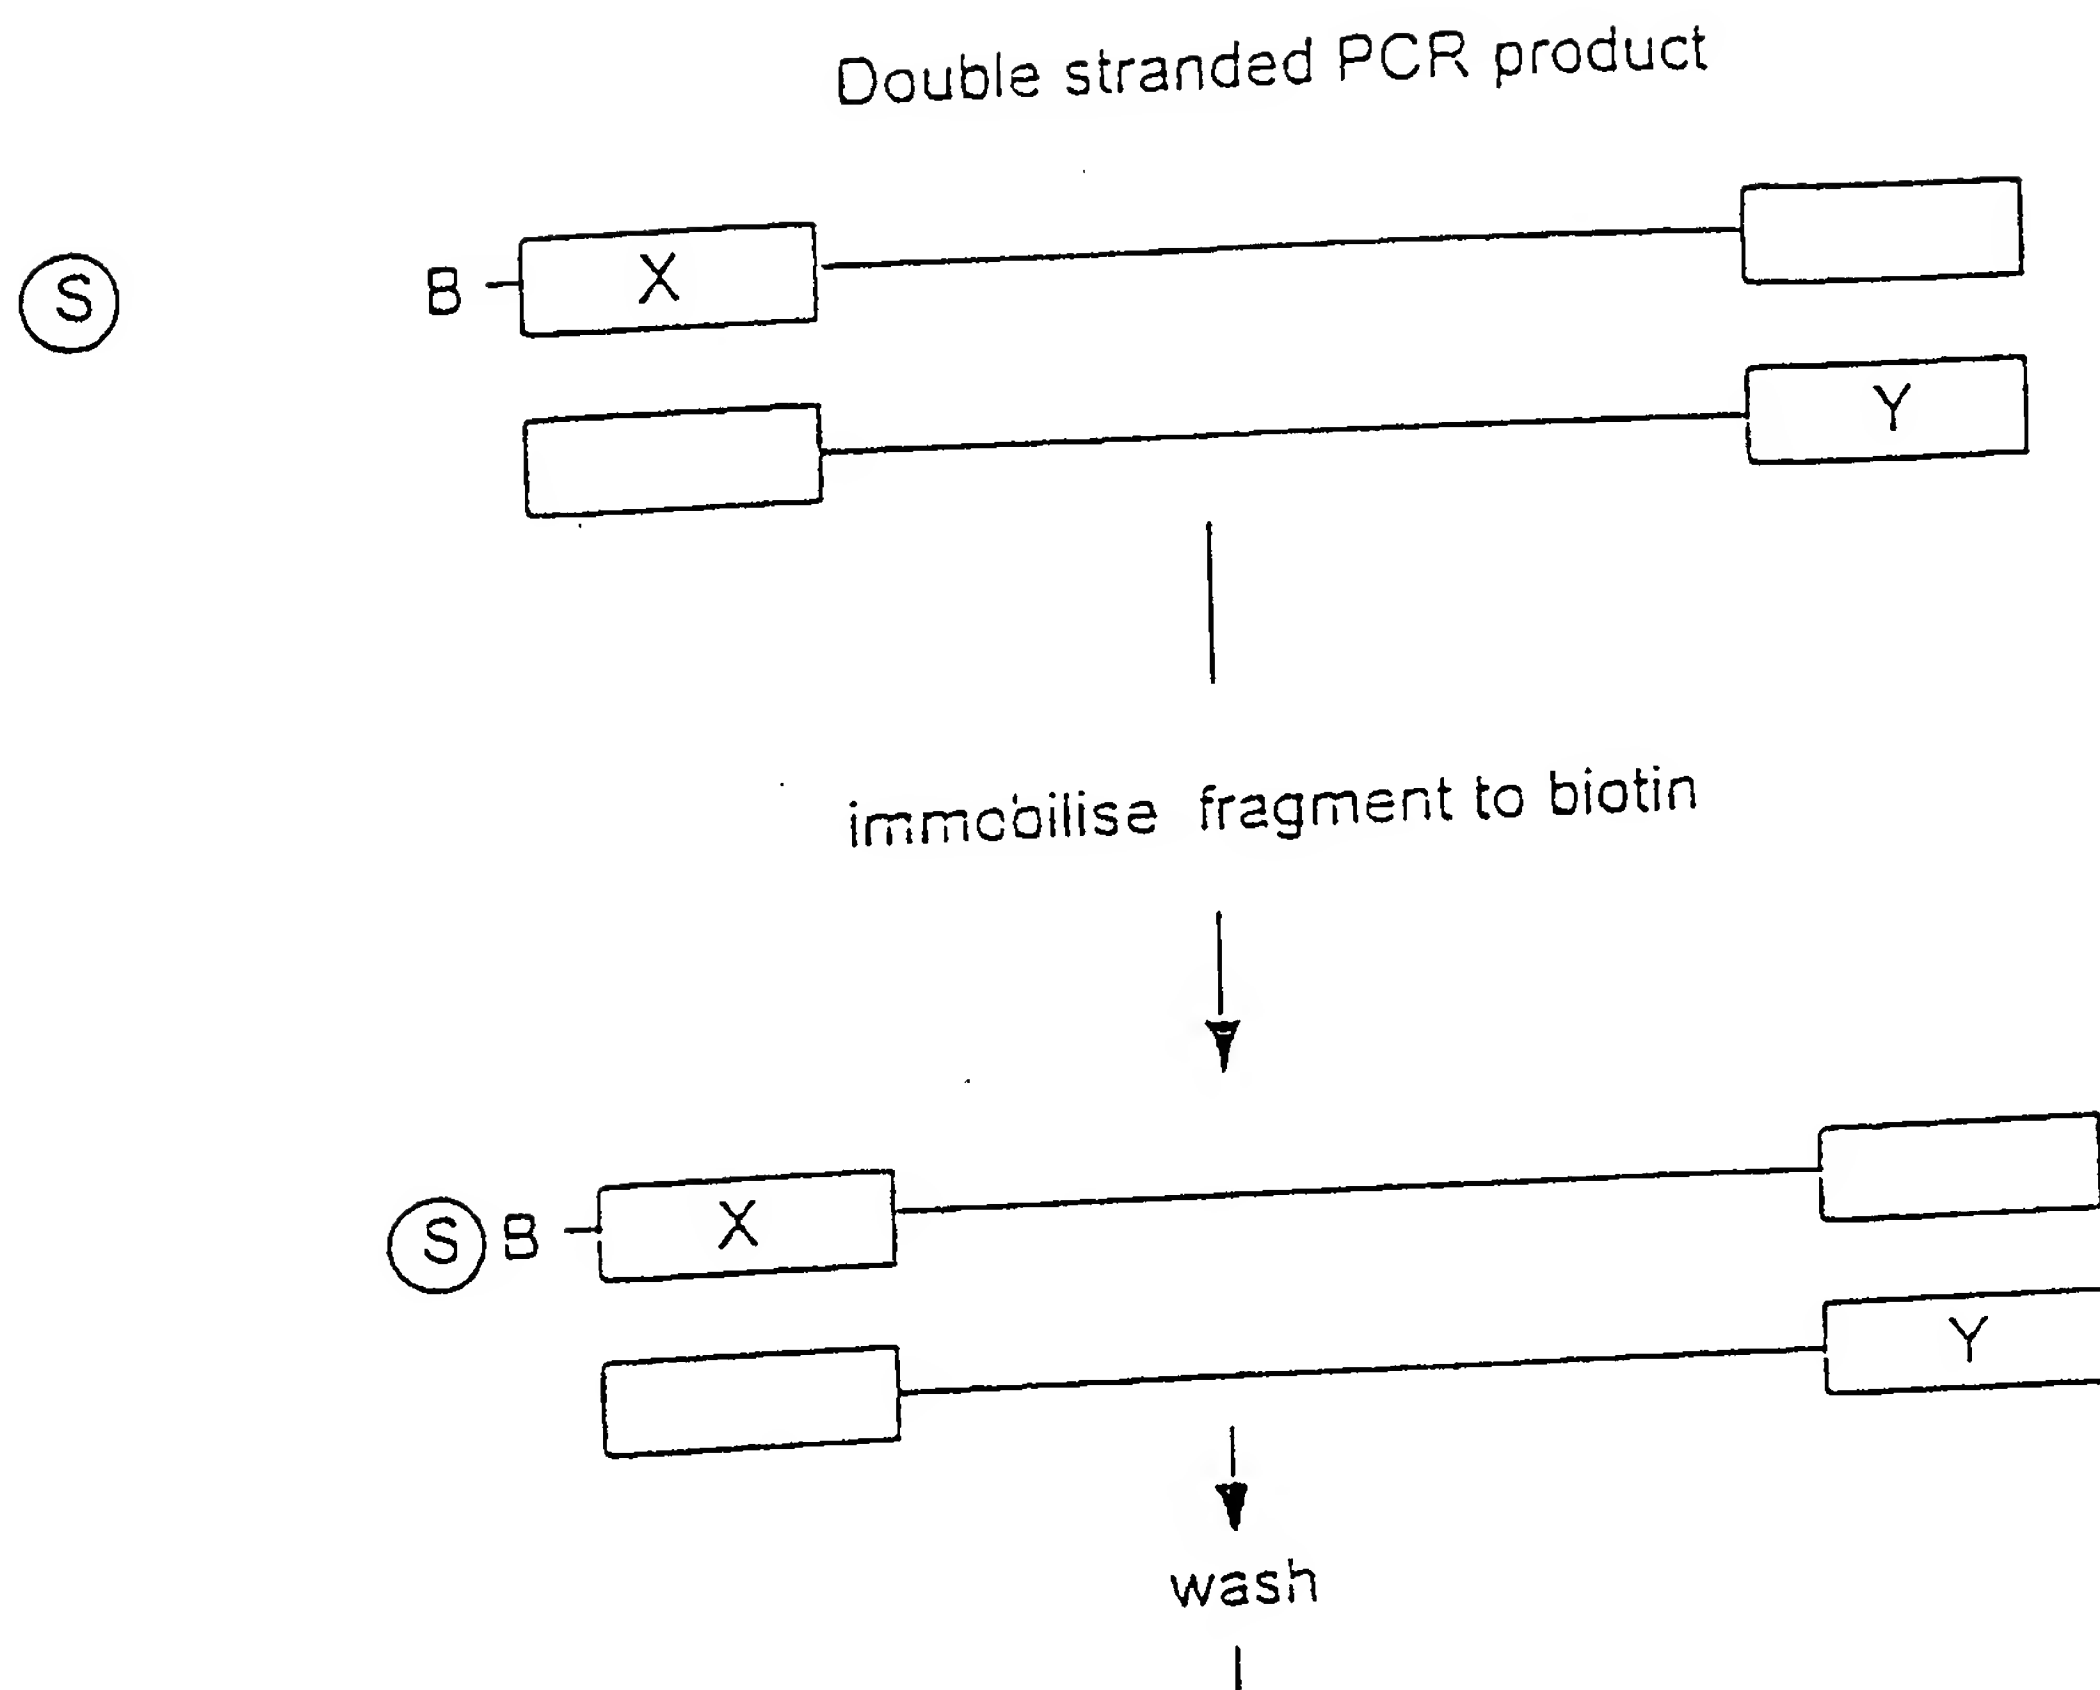 Double stranded PCR product
S B X
Y
immobilise fragment to biotin
S B X
Y
wash